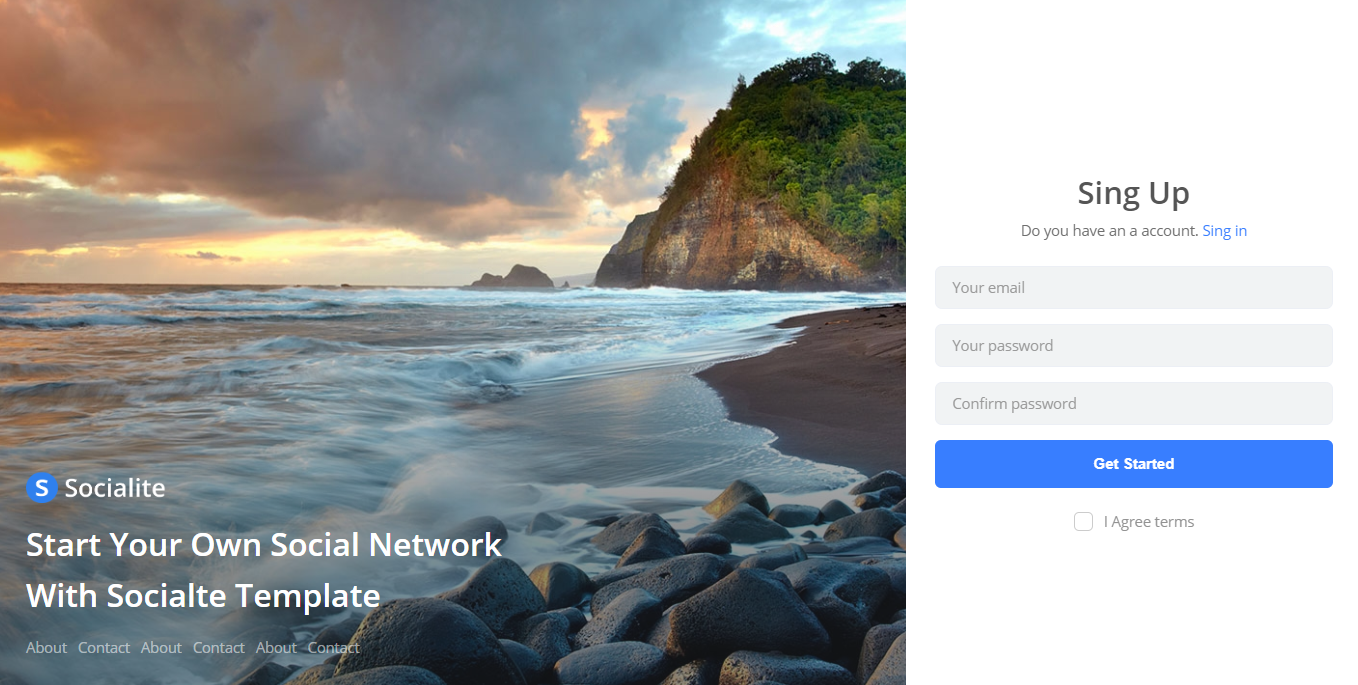 S Socialite
Start Your Own Social Network
With Socialte Template
About Contact About Contact About Contact
Sing Up
Do you have an a account. Sing in
Your email
Your password
Confirm password
Get Started
I Agree terms